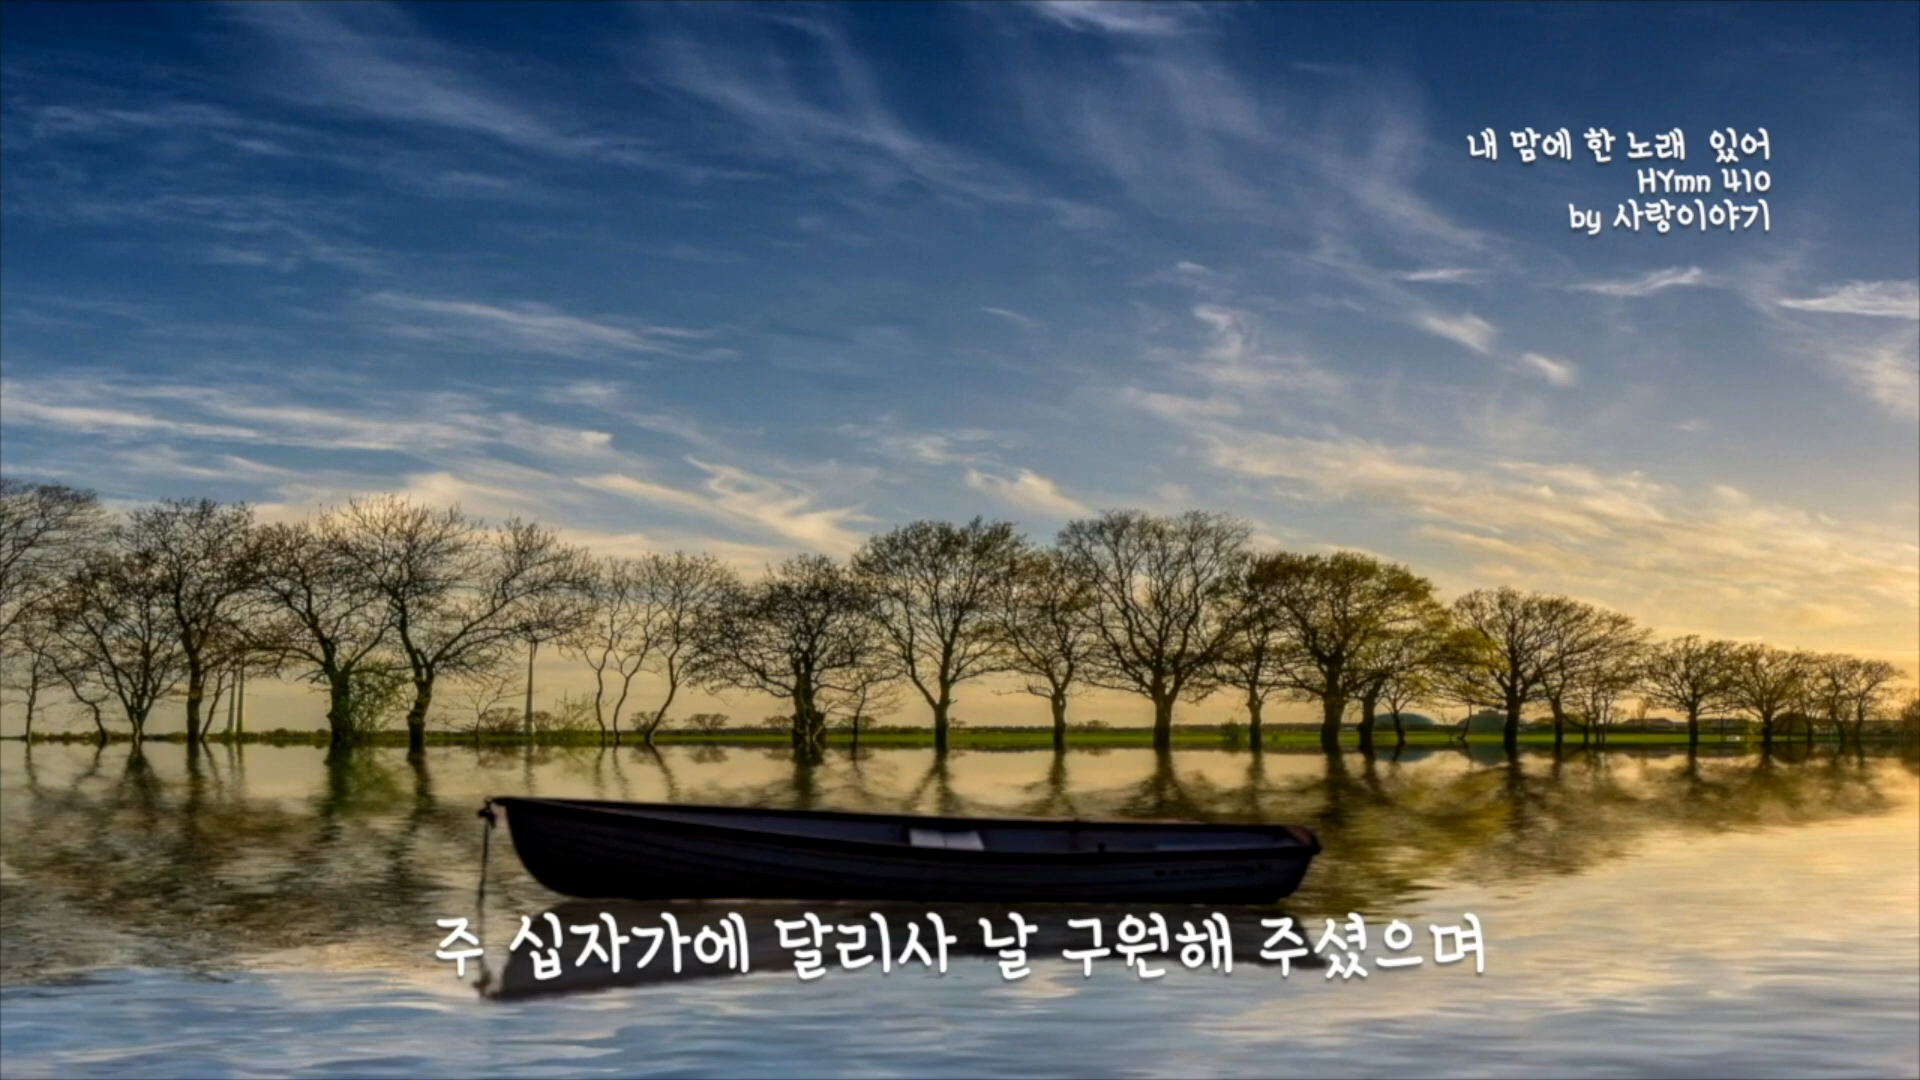 내 맘에 한 노래 있어
HYmn 410
by 사랑이야기
주 십자가에 달리사 날 구원해 주셨으며